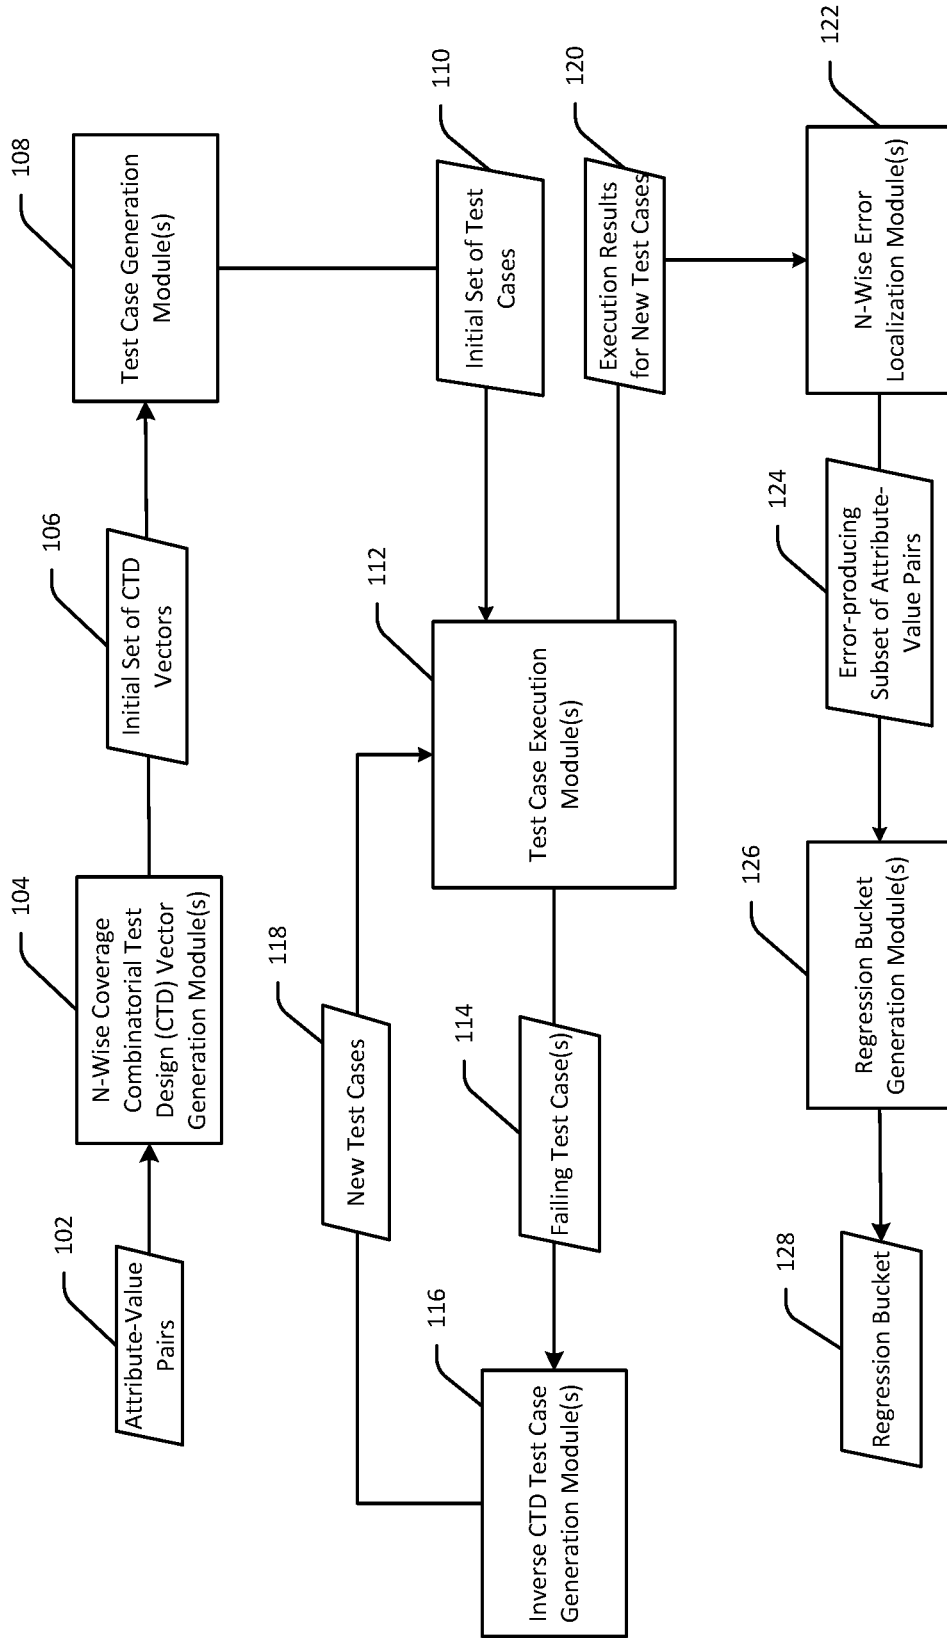 102
Attribute-Value
Pairs
104
N-Wise Coverage
Combinatorial Test
Design (CTD) Vector
Generation Module(s)
106
Initial Set of CTD
Vectors
108
Test Case Generation
Module(s)
110
Initial Set of Test
Cases
112
Test Case Execution
Module(s)
114
Failing Test Case(s)
116
Inverse CTD Test Case
Generation Module(s)
118
New Test Cases
120
Execution Results
for New Test Cases
122
N-Wise Error
Localization Module(s)
124
Error-producing
Subset of Attribute-
Value Pairs
126
Regression Bucket
Generation Module(s)
128
Regression Bucket